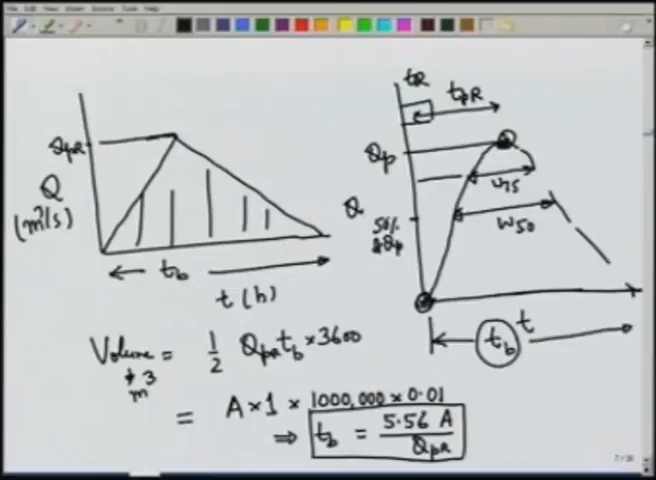 tR
tpR
QpR
Qp
Q
(m³/s)
W75
Q
50%
of Qp
W50
tb
t (h)
t
tb
Volume = 1/2 QpR tb × 3600
m³
= A × 1 × 1000,000 × 0.01
⇒ tb = 5.56 A / QpR